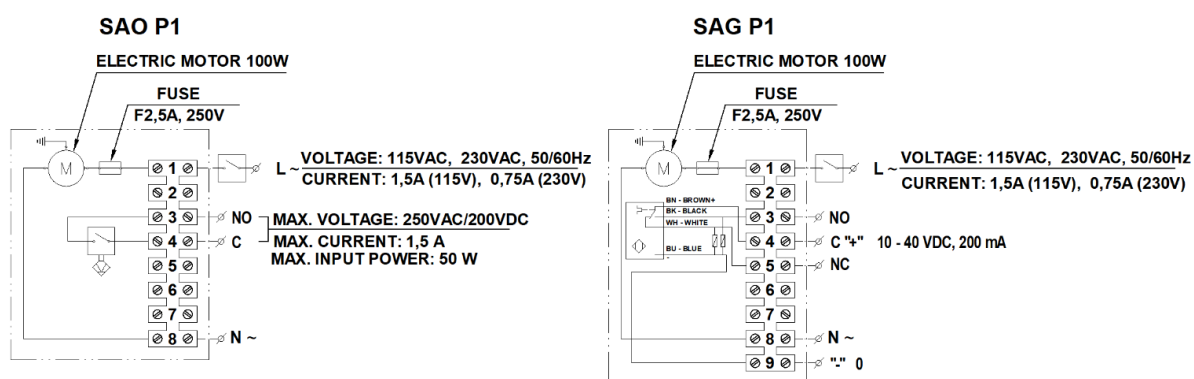 SAO P1
ELECTRIC MOTOR 100W
FUSE
F2,5A, 250V
M
1
L ~
VOLTAGE: 115VAC, 230VAC, 50/60Hz
CURRENT: 1,5A (115V), 0,75A (230V)
2
3
NO
MAX. VOLTAGE: 250VAC/200VDC
4
C
MAX. CURRENT: 1,5 A
MAX. INPUT POWER: 50 W
5
6
7
8
N ~
SAG P1
ELECTRIC MOTOR 100W
FUSE
F2,5A, 250V
M
1
L ~
VOLTAGE: 115VAC, 230VAC, 50/60Hz
CURRENT: 1,5A (115V), 0,75A (230V)
2
BN - BROWN+
BK - BLACK
3
NO
WH - WHITE
4
C "+" 10 - 40 VDC, 200 mA
BU - BLUE
-
5
NC
6
7
8
N ~
9
"-" 0